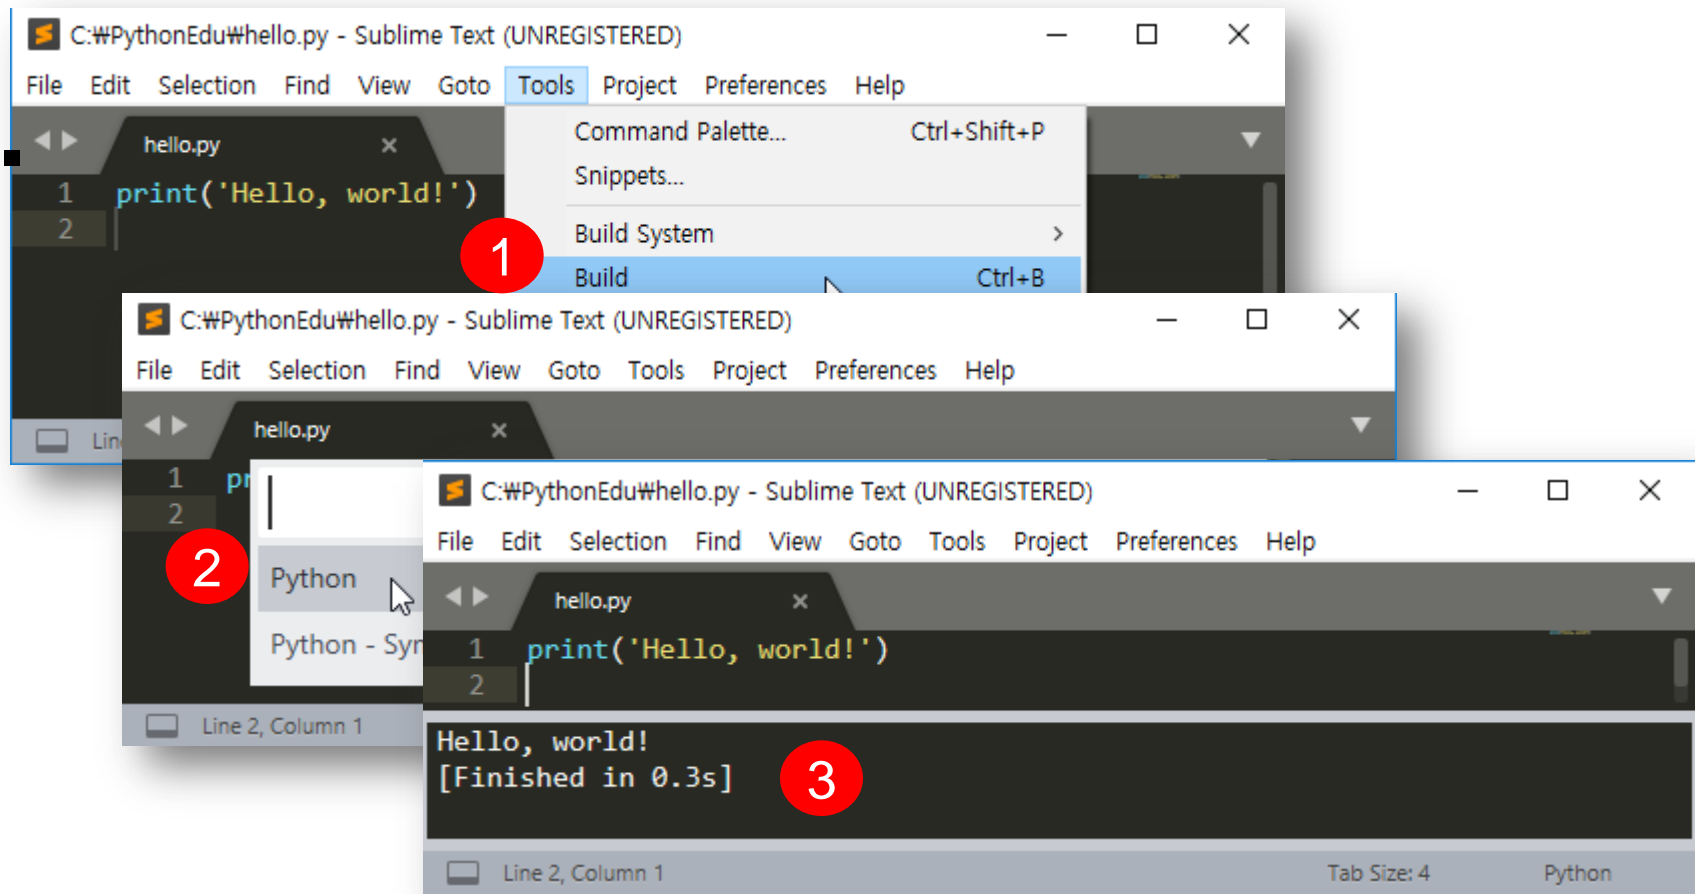 C:₩PythonEdu₩hello.py - Sublime Text (UNREGISTERED)
File Edit Selection Find View Goto Tools Project Preferences Help
hello.py
Command Palette... Ctrl+Shift+P
Snippets...
Build System
Build Ctrl+B
1 print('Hello, world!')
2
1
C:₩PythonEdu₩hello.py - Sublime Text (UNREGISTERED)
File Edit Selection Find View Goto Tools Project Preferences Help
hello.py
1 pr
2
2
Python
Python - Syn
Line 2, Column 1
C:₩PythonEdu₩hello.py - Sublime Text (UNREGISTERED)
File Edit Selection Find View Goto Tools Project Preferences Help
hello.py
1 print('Hello, world!')
2
Hello, world!
[Finished in 0.3s]
3
Line 2, Column 1 Tab Size: 4 Python